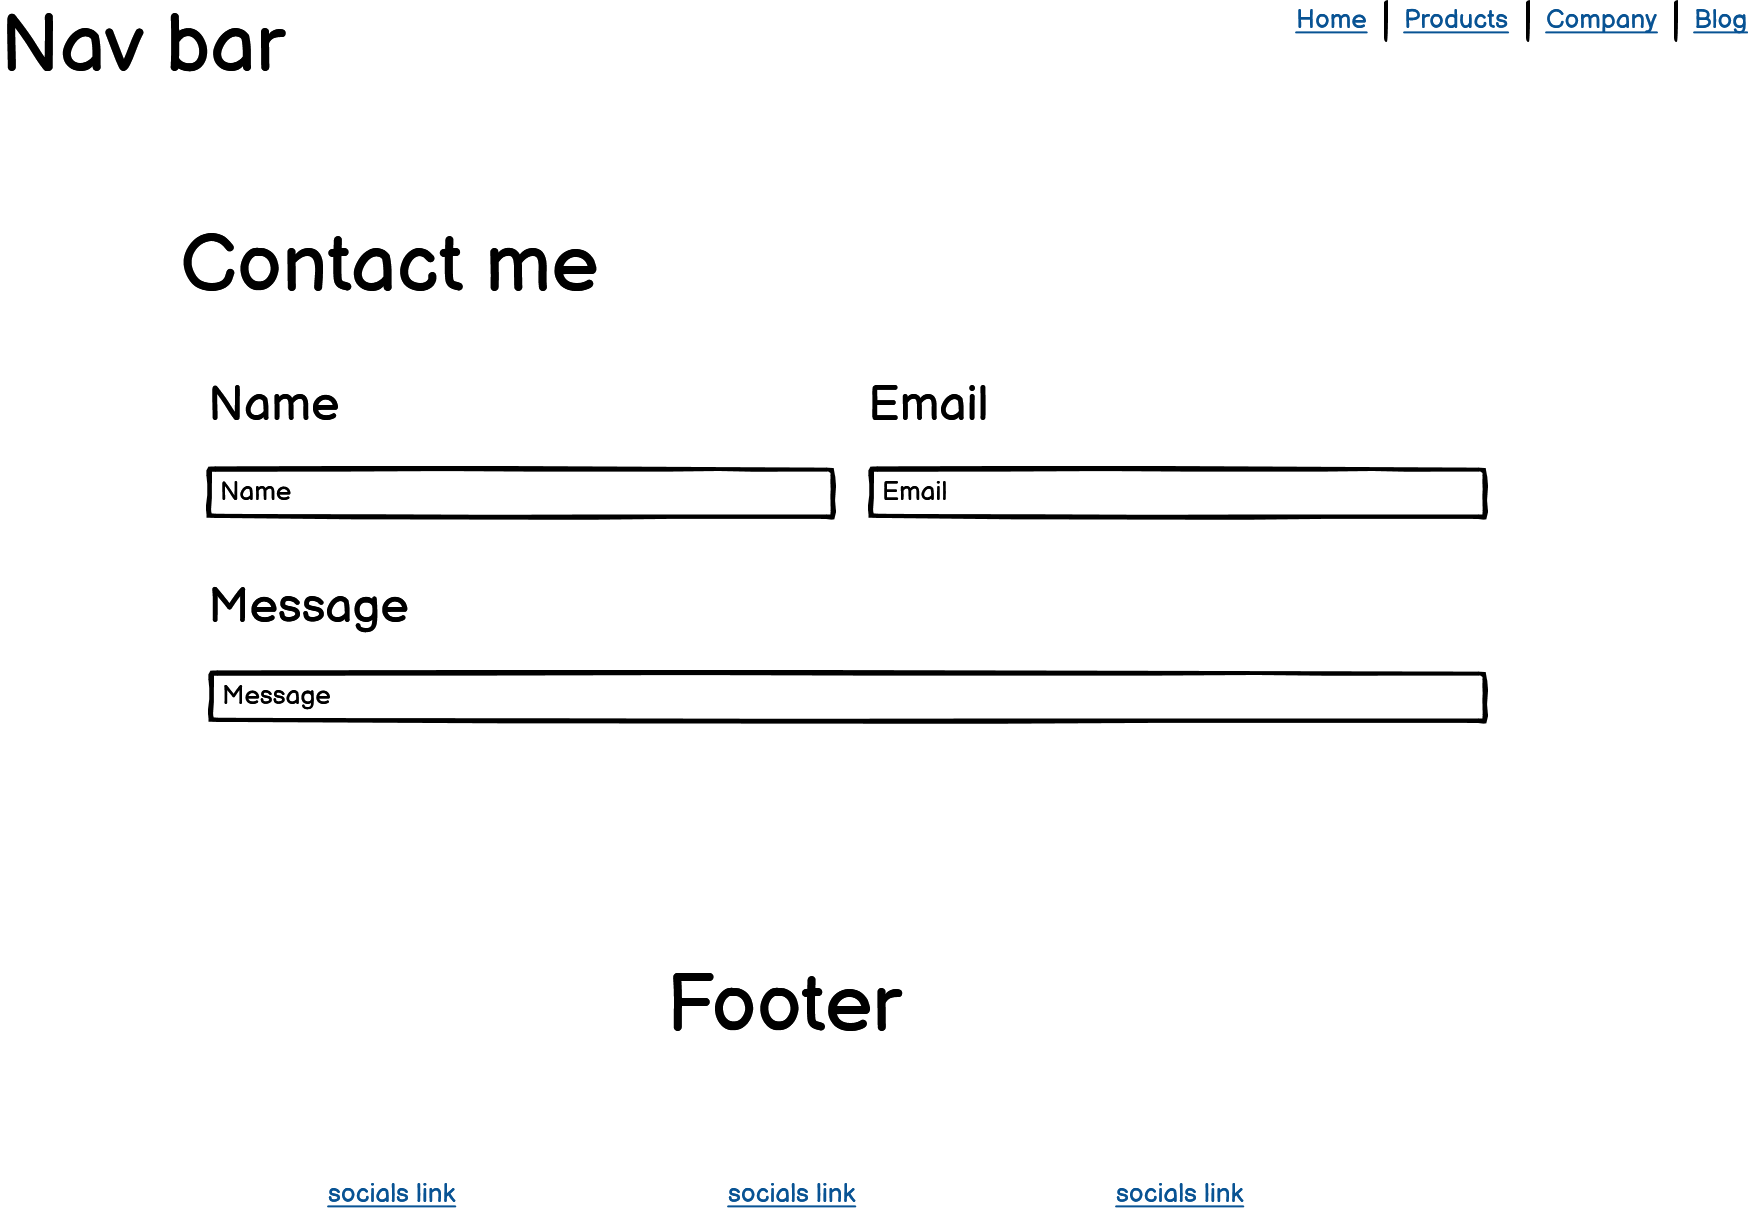 Nav bar
Home | Products | Company | Blog
Contact me
Name Email
Name Email
Message
Message
Footer
socials link socials link socials link